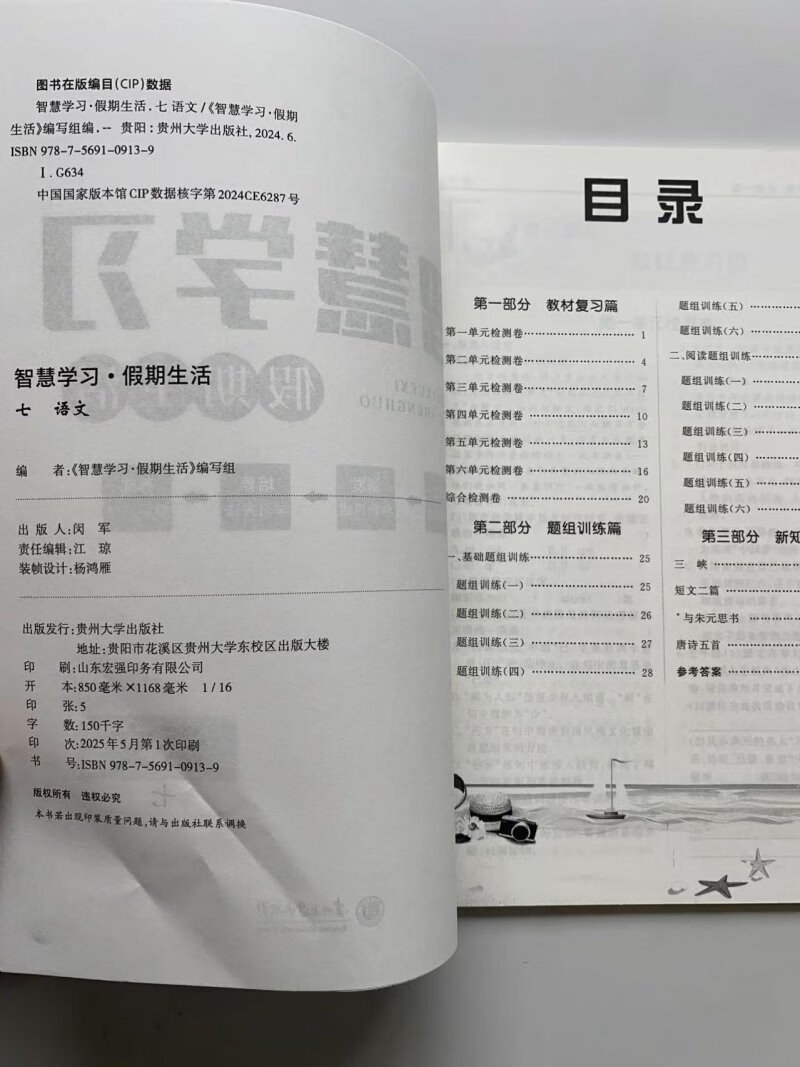 图书在版编目(CIP)数据
智慧学习·假期生活.七 语文/《智慧学习·假期
生活》编写组编.-- 贵阳:贵州大学出版社,2024.6.
ISBN 978-7-5691-0913-9
Ⅰ.G634
中国国家版本馆CIP数据核字第2024CE6287号
智慧学习·假期生活
七 语文
编 者:《智慧学习·假期生活》编写组
出 版 人:闵 军
责任编辑:江 琼
装帧设计:杨鸿雁
出版发行:贵州大学出版社
地址:贵阳市花溪区贵州大学东校区出版大楼
印 刷:山东宏强印务有限公司
开 本:850毫米×1168毫米 1/16
印 张:5
字 数:150千字
印 次:2025年5月第1次印刷
书 号:ISBN 978-7-5691-0913-9
版权所有 违权必究
本书若出现印装质量问题,请与出版社联系调换
目录
第一部分 教材复习篇
第一单元检测卷 1
第二单元检测卷 4
第三单元检测卷 7
第四单元检测卷 10
第五单元检测卷 13
第六单元检测卷 16
综合检测卷 20
第二部分 题组训练篇
一、基础题组训练 25
题组训练(一) 25
题组训练(二) 26
题组训练(三) 27
题组训练(四) 28
题组训练(五)
题组训练(六)
二、阅读题组训练
题组训练(一)
题组训练(二)
题组训练(三)
题组训练(四)
题组训练(五)
题组训练(六)
第三部分 新知
三 峡
短文二篇
*与朱元思书
唐诗五首
参考答案